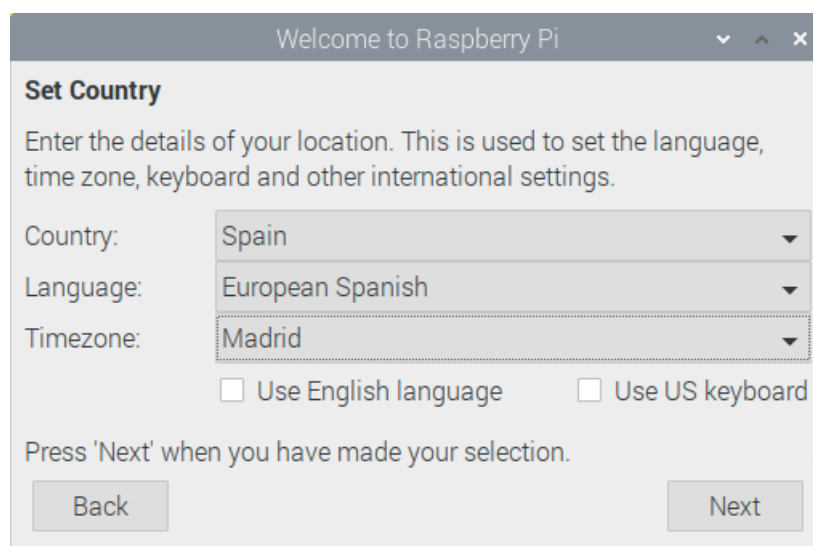 Welcome to Raspberry Pi
Set Country
Enter the details of your location. This is used to set the language,
time zone, keyboard and other international settings.
Country: Spain
Language: European Spanish
Timezone: Madrid
Use English language Use US keyboard
Press 'Next' when you have made your selection.
Back Next